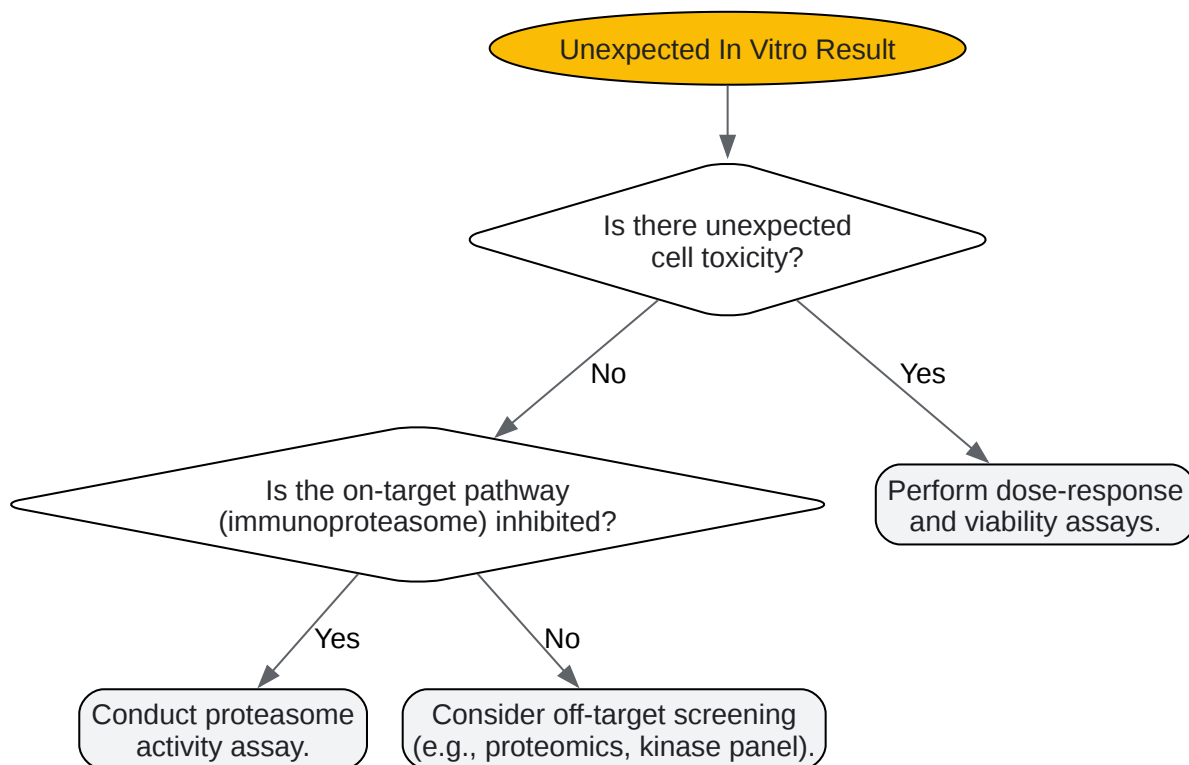 Unexpected In Vitro Result
Is there unexpected
cell toxicity?
No
Yes
Is the on-target pathway
(immunoproteasome) inhibited?
Perform dose-response
and viability assays.
Yes
No
Conduct proteasome
activity assay.
Consider off-target screening
(e.g., proteomics, kinase panel).